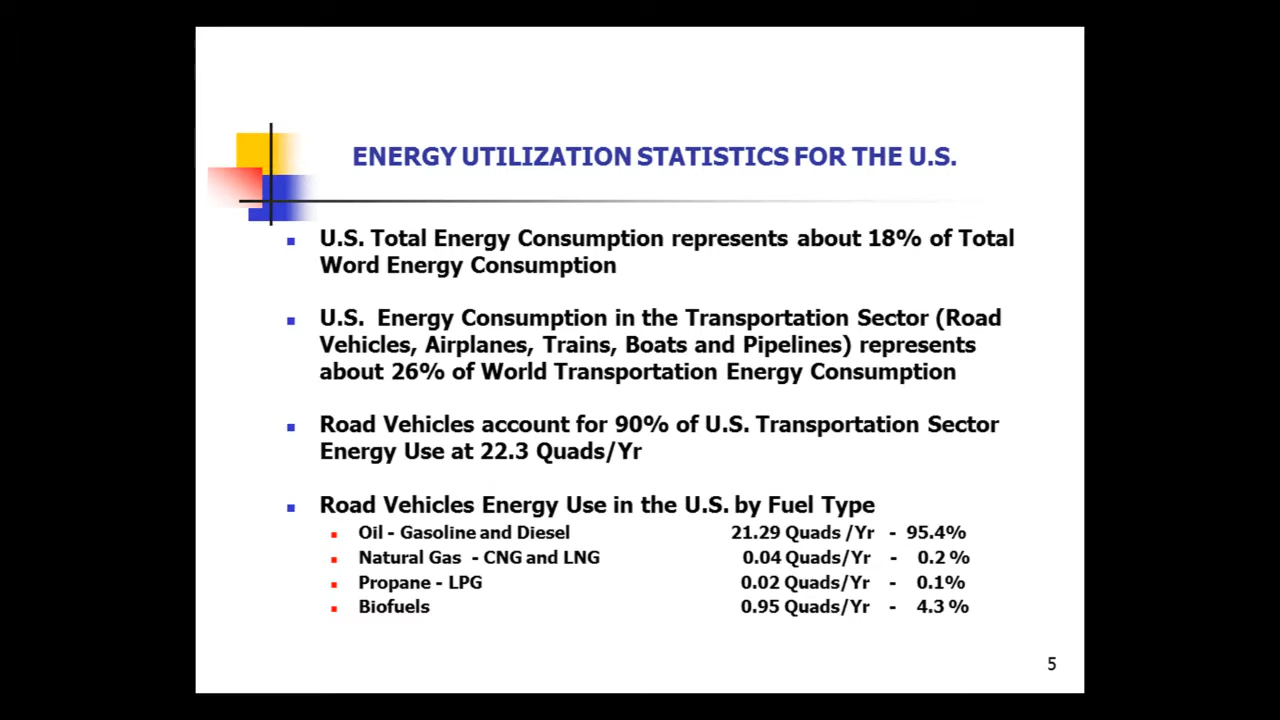 ENERGY UTILIZATION STATISTICS FOR THE U.S.
U.S. Total Energy Consumption represents about 18% of Total
Word Energy Consumption
U.S. Energy Consumption in the Transportation Sector (Road
Vehicles, Airplanes, Trains, Boats and Pipelines) represents
about 26% of World Transportation Energy Consumption
Road Vehicles account for 90% of U.S. Transportation Sector
Energy Use at 22.3 Quads/Yr
Road Vehicles Energy Use in the U.S. by Fuel Type
Oil - Gasoline and Diesel 21.29 Quads /Yr - 95.4%
Natural Gas - CNG and LNG 0.04 Quads/Yr - 0.2 %
Propane - LPG 0.02 Quads/Yr - 0.1%
Biofuels 0.95 Quads/Yr - 4.3 %
5